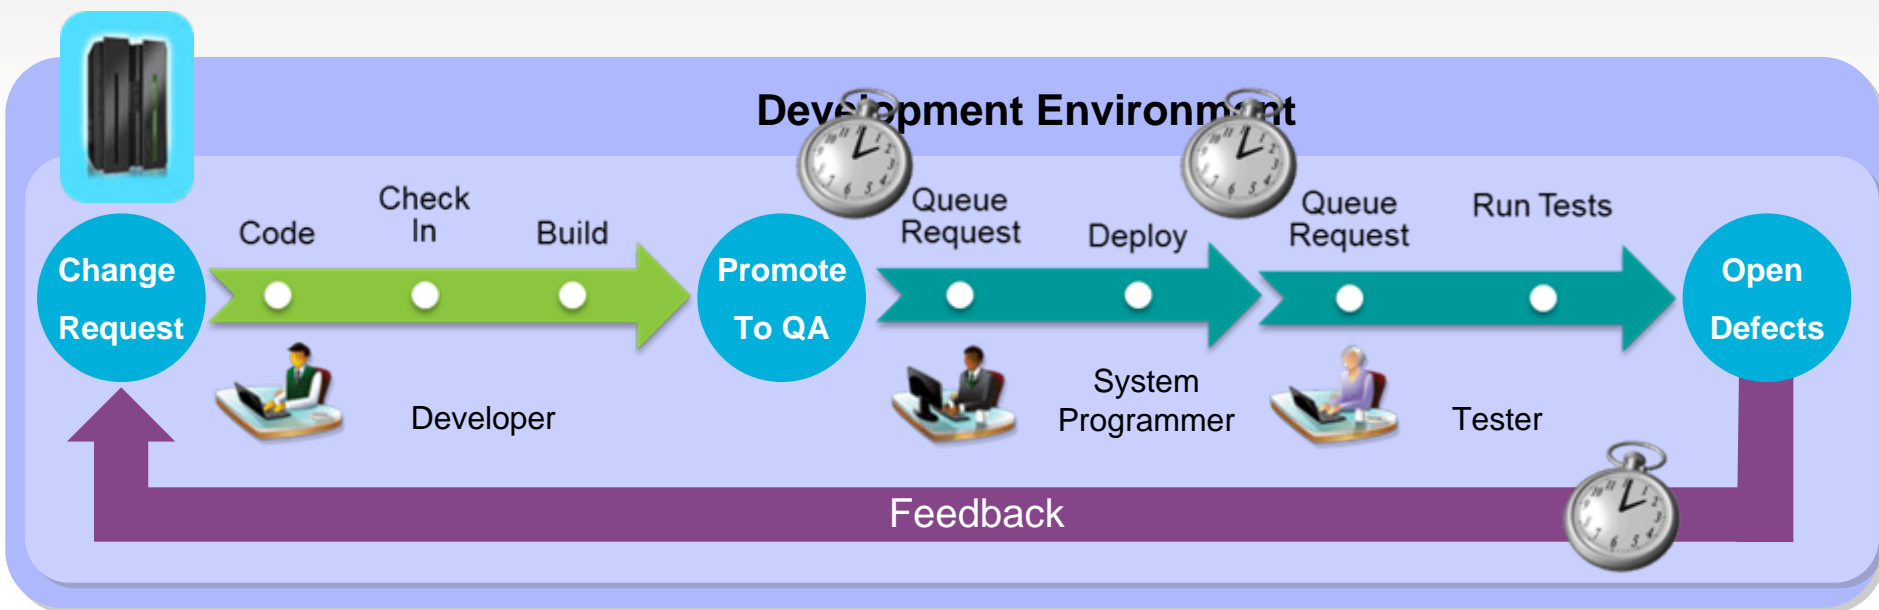 Development Environment
Code
Check
In
Build
Queue
Request
Deploy
Queue
Request
Run Tests
Change
Request
Promote
To QA
Open
Defects
Developer
System
Programmer
Tester
Feedback